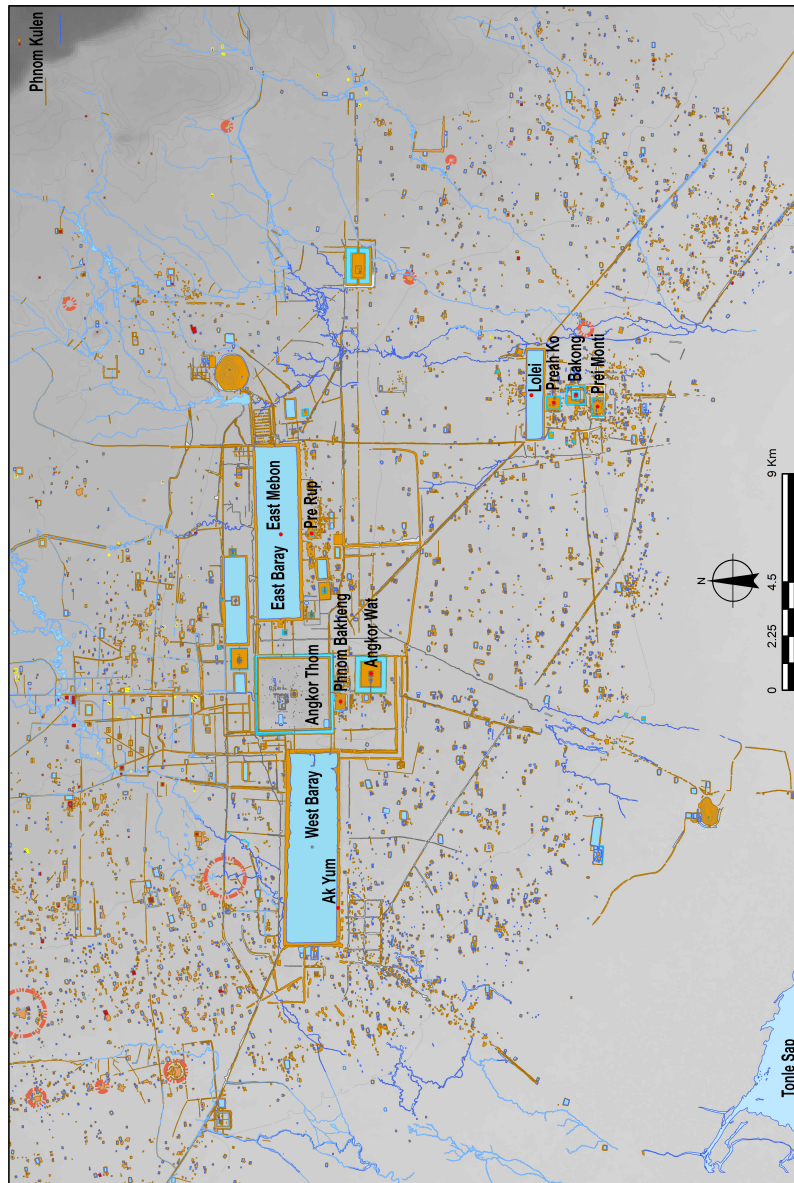 Phnom Kulen
East Mebon
East Baray
Pre Rup
Angkor Thom
Phnom Bakheng
Angkor Wat
West Baray
Ak Yum
Lolei
Preah Ko
Bakong
Prei Monti
Tonle Sap
N
0 2.25 4.5 9 Km